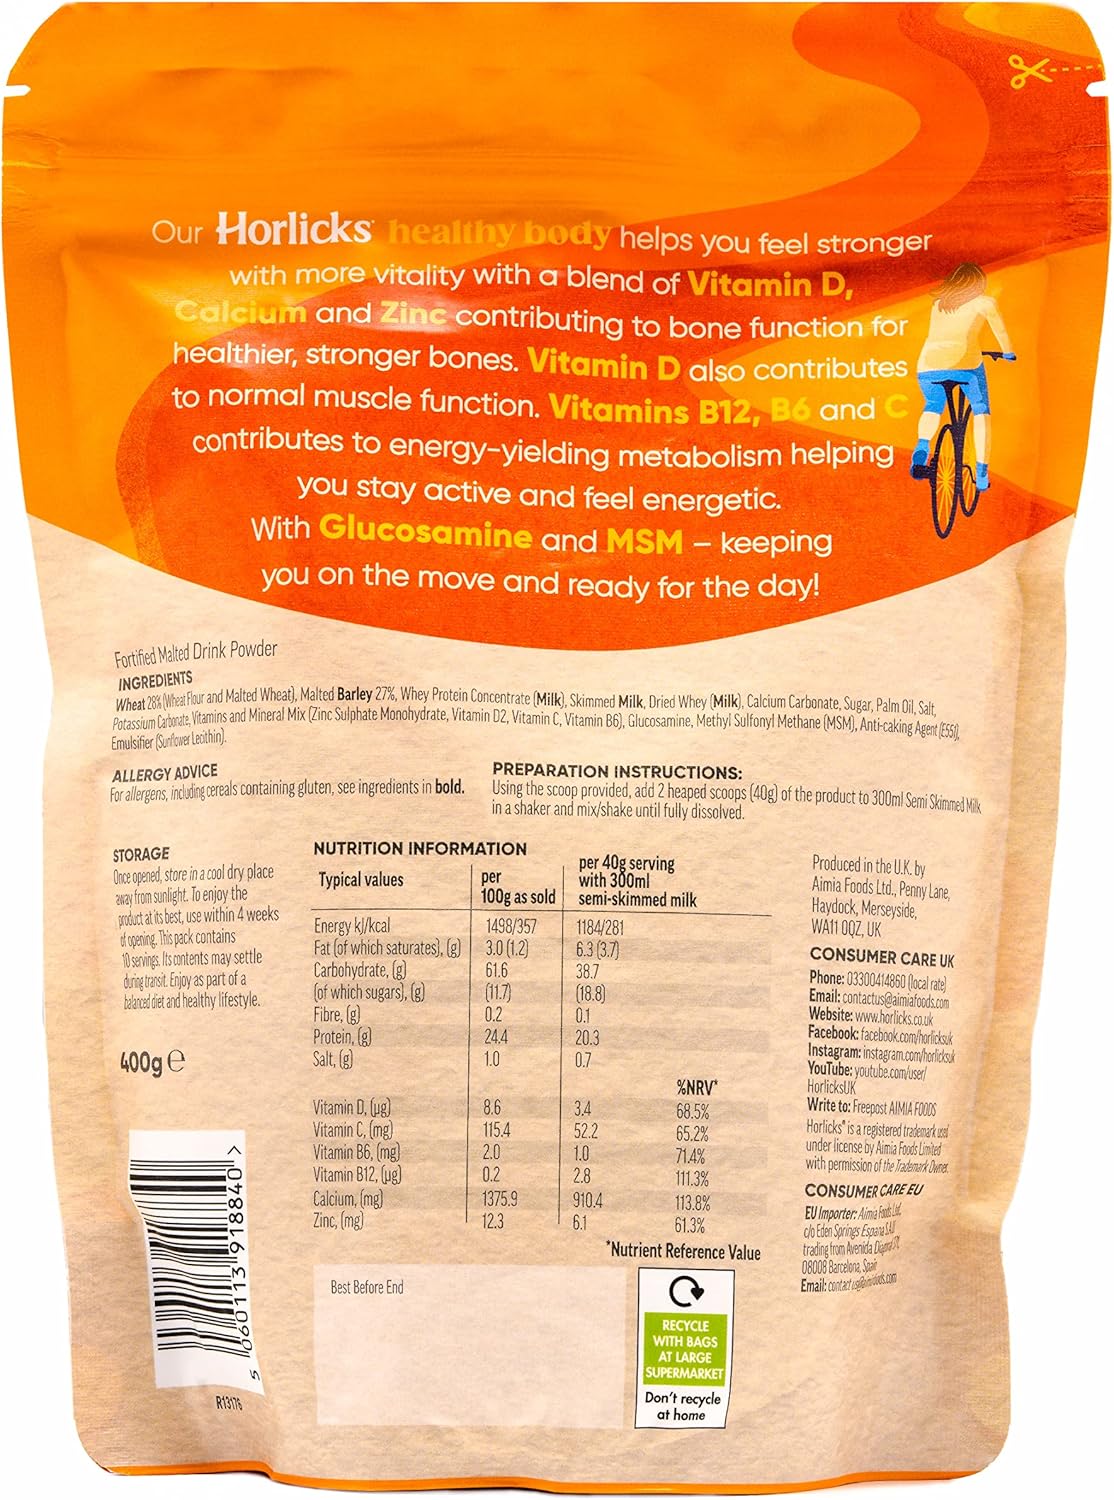 Our Horlicks healthy body helps you feel stronger
with more vitality with a blend of Vitamin D,
Calcium and Zinc contributing to bone function for
healthier, stronger bones. Vitamin D also contributes
to normal muscle function. Vitamins B12, B6 and C
contributes to energy-yielding metabolism helping
you stay active and feel energetic.
With Glucosamine and MSM – keeping
you on the move and ready for the day!
Fortified Malted Drink Powder
INGREDIENTS
Wheat 28% (Wheat Flour and Malted Wheat), Malted Barley 27%, Whey Protein Concentrate (Milk), Skimmed Milk, Dried Whey (Milk), Calcium Carbonate, Sugar, Palm Oil, Salt,
Potassium Carbonate, Vitamins and Mineral Mix (Zinc Sulphate Monohydrate, Vitamin D2, Vitamin C, Vitamin B6), Glucosamine, Methyl Sulfonyl Methane (MSM), Anti-caking Agent (E551),
Emulsifier (Sunflower Lecithin).
ALLERGY ADVICE
For allergens, including cereals containing gluten, see ingredients in bold.
PREPARATION INSTRUCTIONS:
Using the scoop provided, add 2 heaped scoops (40g) of the product to 300ml Semi Skimmed Milk
in a shaker and mix/shake until fully dissolved.
STORAGE
Once opened, store in a cool dry place
away from sunlight. To enjoy the
product at its best, use within 4 weeks
of opening. This pack contains
10 servings. Its contents may settle
during transit. Enjoy as part of a
balanced diet and healthy lifestyle.
400g e
NUTRITION INFORMATION
Typical values per 100g as sold per 40g serving with 300ml semi-skimmed milk
Energy kJ/kcal 1498/357 1184/281
Fat (of which saturates), (g) 3.0 (1.2) 6.3 (3.7)
Carbohydrate, (g) 61.6 38.7
(of which sugars), (g) (11.7) (18.8)
Fibre, (g) 0.2 0.1
Protein, (g) 24.4 20.3
Salt, (g) 1.0 0.7
%NRV*
Vitamin D, (µg) 8.6 3.4 68.5%
Vitamin C, (mg) 115.4 52.2 65.2%
Vitamin B6, (mg) 2.0 1.0 71.4%
Vitamin B12, (µg) 0.2 2.8 111.3%
Calcium, (mg) 1375.9 910.4 113.8%
Zinc, (mg) 12.3 6.1 61.3%
*Nutrient Reference Value
Produced in the U.K. by
Aimia Foods Ltd., Penny Lane,
Haydock, Merseyside,
WA11 0QZ, UK
CONSUMER CARE UK
Phone: 03300414860 (local rate)
Email: contactus@aimiafoods.com
Website: www.horlicks.co.uk
Facebook: facebook.com/horlicksuk
Instagram: instagram.com/horlicksuk
YouTube: youtube.com/user/
HorlicksUK
Write to: Freepost AIMIA FOODS
Horlicks® is a registered trademark used
under license by Aimia Foods Limited
with permission of the Trademark Owner.
CONSUMER CARE EU
EU Importer: Aimia Foods Ltd,
c/o Eden Springs Espana S.A.U
trading from Avenida
08008 Barcelona, Spain
Email:
5 060113 918840 >
R13176
Best Before End
RECYCLE
WITH BAGS
AT LARGE
SUPERMARKET
Don't recycle
at home